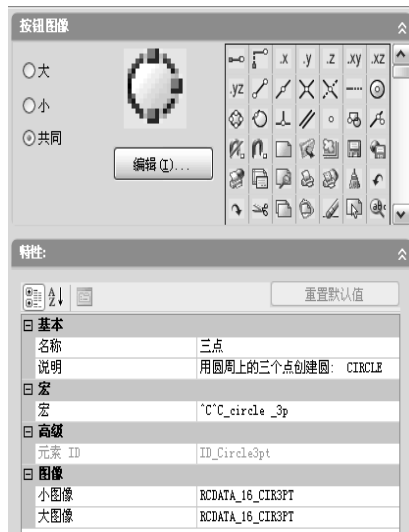 按钮图像
大
小
共同
编辑(I)...
.x .y .z .xy .xz
.yz
abc
特性:
重置默认值
基本
名称 三点
说明 用圆周上的三个点创建圆: CIRCLE
宏
宏 ^C^C_circle _3p
高级
元素 ID ID_Circle3pt
图像
小图像 RCDATA_16_CIR3PT
大图像 RCDATA_16_CIR3PT